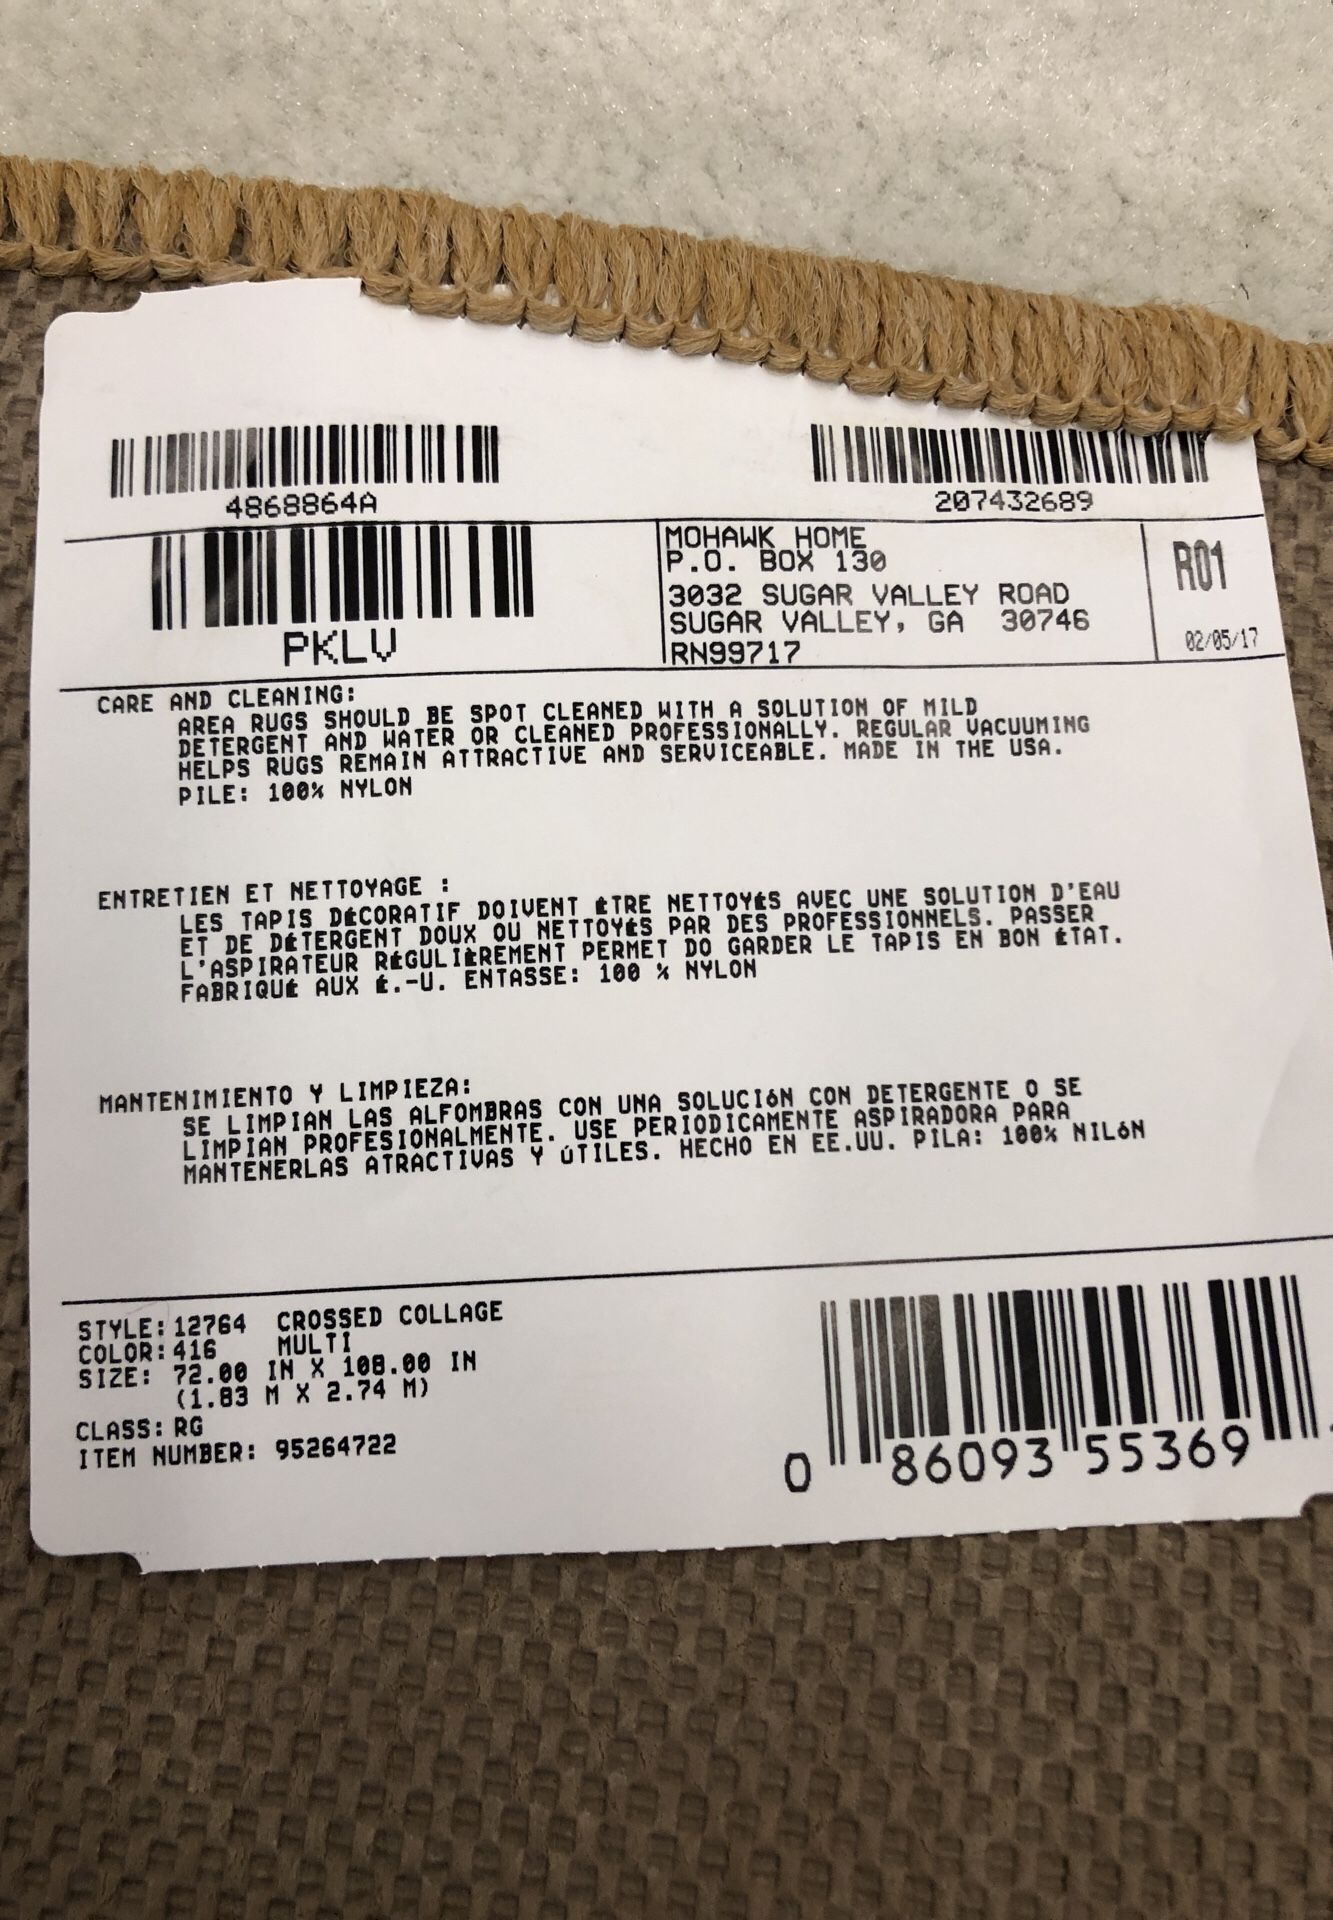 4868864A
207432689
PKLV
MOHAWK HOME
P.O. BOX 130
3032 SUGAR VALLEY ROAD
SUGAR VALLEY, GA 30746
RN99717
R01
02/05/17
CARE AND CLEANING:
AREA RUGS SHOULD BE SPOT CLEANED WITH A SOLUTION OF MILD
DETERGENT AND WATER OR CLEANED PROFESSIONALLY. REGULAR VACUUMING
HELPS RUGS REMAIN ATTRACTIVE AND SERVICEABLE. MADE IN THE USA.
PILE: 100% NYLON
ENTRETIEN ET NETTOYAGE :
LES TAPIS DÉCORATIF DOIVENT ÊTRE NETTOYÉS AVEC UNE SOLUTION D'EAU
ET DE DÉTERGENT DOUX OU NETTOYÉS PAR DES PROFESSIONNELS. PASSER
L'ASPIRATEUR RÉGULIÈREMENT PERMET DO GARDER LE TAPIS EN BON ÉTAT.
FABRIQUÉ AUX É.-U. ENTASSE: 100 % NYLON
MANTENIMIENTO Y LIMPIEZA:
SE LIMPIAN LAS ALFOMBRAS CON UNA SOLUCIóN CON DETERGENTE O SE
LIMPIAN PROFESIONALMENTE. USE PERIODICAMENTE ASPIRADORA PARA
MANTENERLAS ATRACTIVAS Y úTILES. HECHO EN EE.UU. PILA: 100% NILóN
STYLE: 12764 CROSSED COLLAGE
COLOR: 416 MULTI
SIZE: 72.00 IN X 108.00 IN
(1.83 M X 2.74 M)
CLASS: RG
ITEM NUMBER: 95264722
0 86093 55369